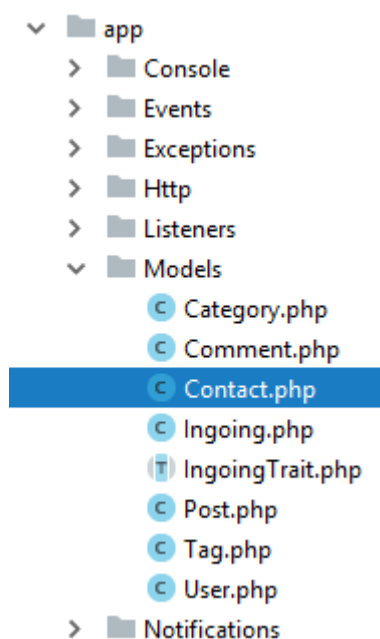 app
Console
Events
Exceptions
Http
Listeners
Models
C Category.php
C Comment.php
C Contact.php
C Ingoing.php
T IngoingTrait.php
C Post.php
C Tag.php
C User.php
Notifications